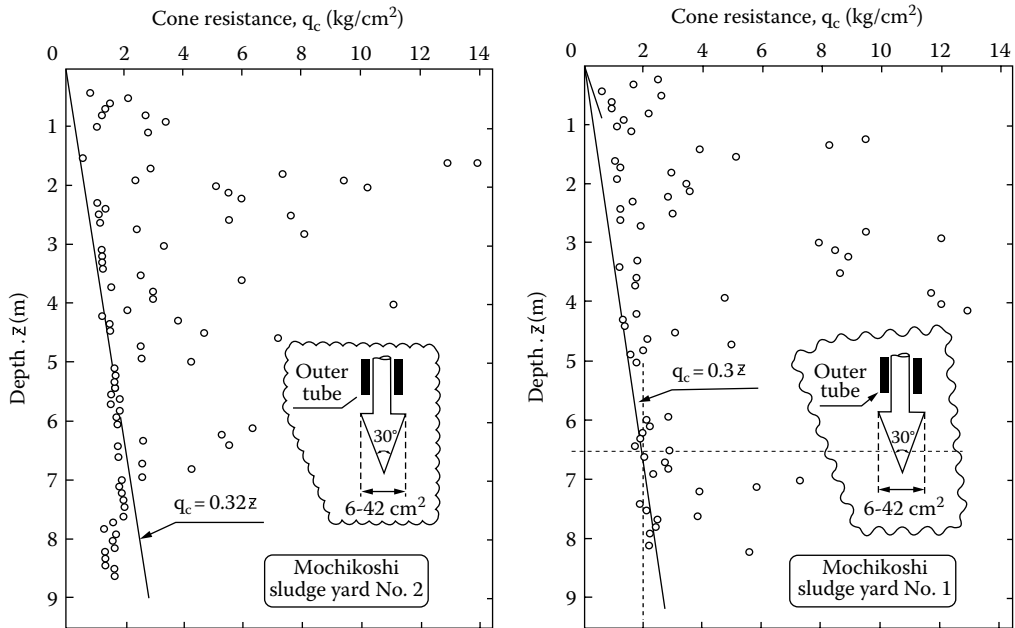 Cone resistance, q_c (kg/cm²)
0 2 4 6 8 10 12 14
1
2
3
4
5
6
7
8
9
Depth . z (m)
Outer
tube
30°
6-42 cm²
q_c = 0.32z
Mochikoshi
sludge yard No. 2
Cone resistance, q_c (kg/cm²)
0 2 4 6 8 10 12 14
1
2
3
4
5
6
7
8
9
Depth . z (m)
Outer
tube
30°
6-42 cm²
q_c = 0.3z
Mochikoshi
sludge yard No. 1